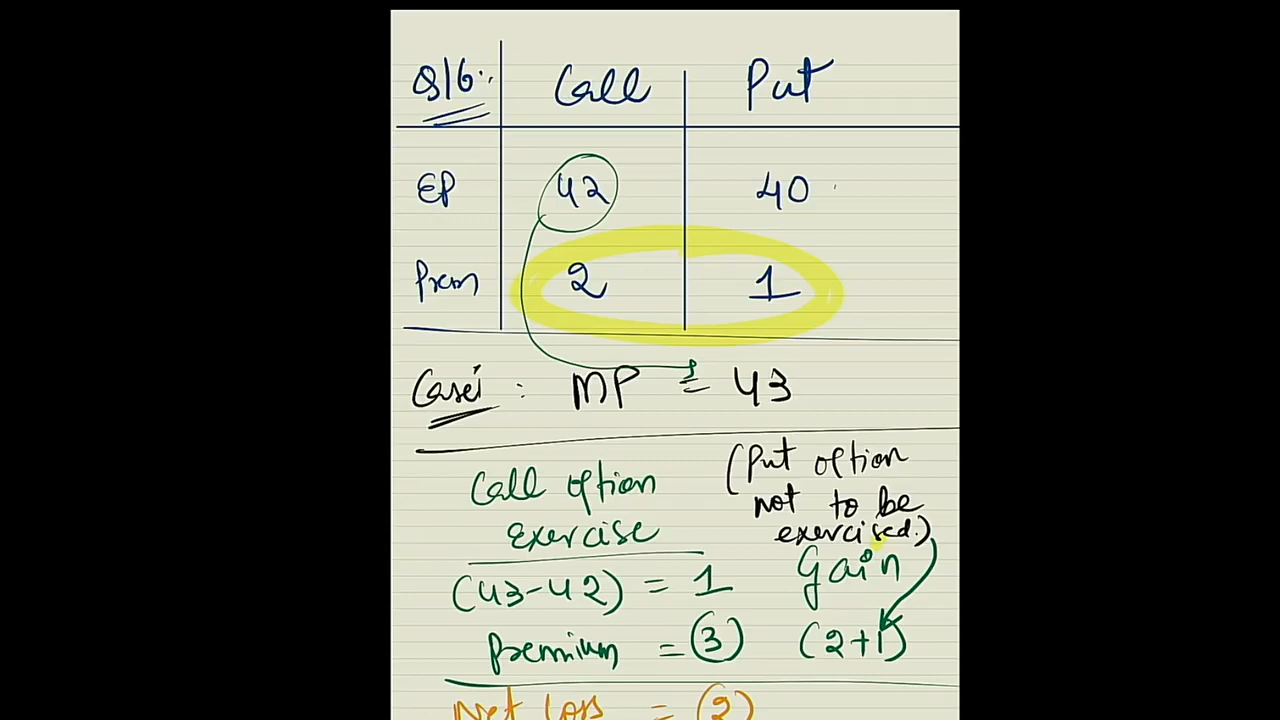 Q/6:. Call Put
EP 42 40
Prem 2 1
Case i : MP = 43
Call option
exercise
(Put option
not to be
exercised.)
(43-42) = 1 Gain
Premium = (3) (2+1)
Net Loss = (2)